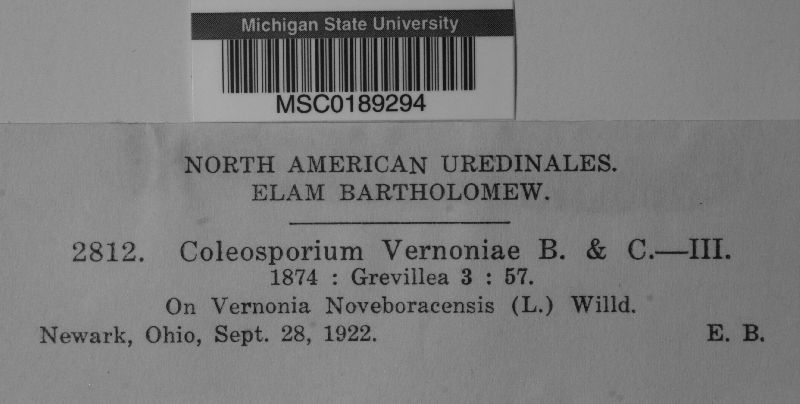 Michigan State University
MSC0189294
NORTH AMERICAN UREDINALES.
ELAM BARTHOLOMEW.
2812. Coleosporium Vernoniae B. & C.—III.
1874 : Grevillea 3 : 57.
On Vernonia Noveboracensis (L.) Willd.
Newark, Ohio, Sept. 28, 1922. E. B.